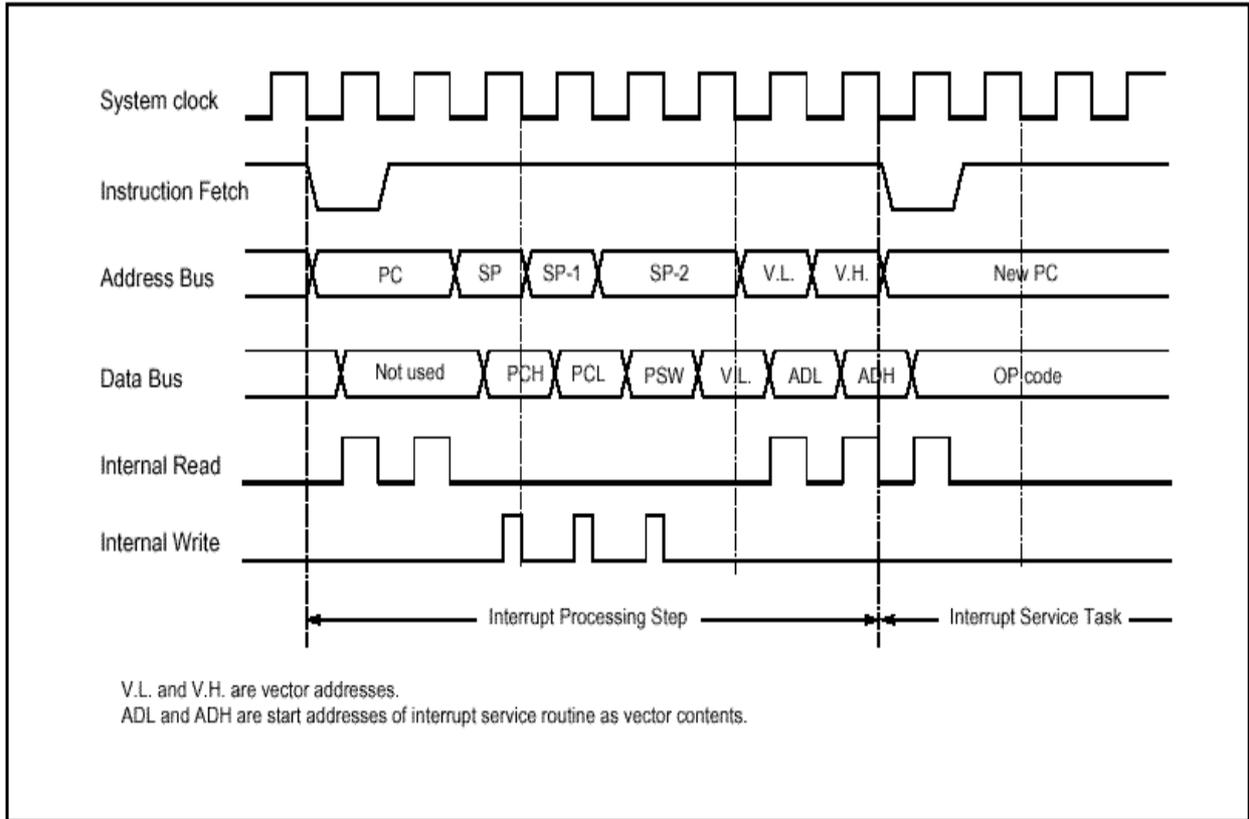 System clock
Instruction Fetch
Address Bus PC SP SP-1 SP-2 V.L. V.H. New PC
Data Bus Not used PCH PCL PSW V.L. ADL ADH OP code
Internal Read
Internal Write
Interrupt Processing Step Interrupt Service Task
V.L. and V.H. are vector addresses.
ADL and ADH are start addresses of interrupt service routine as vector contents.